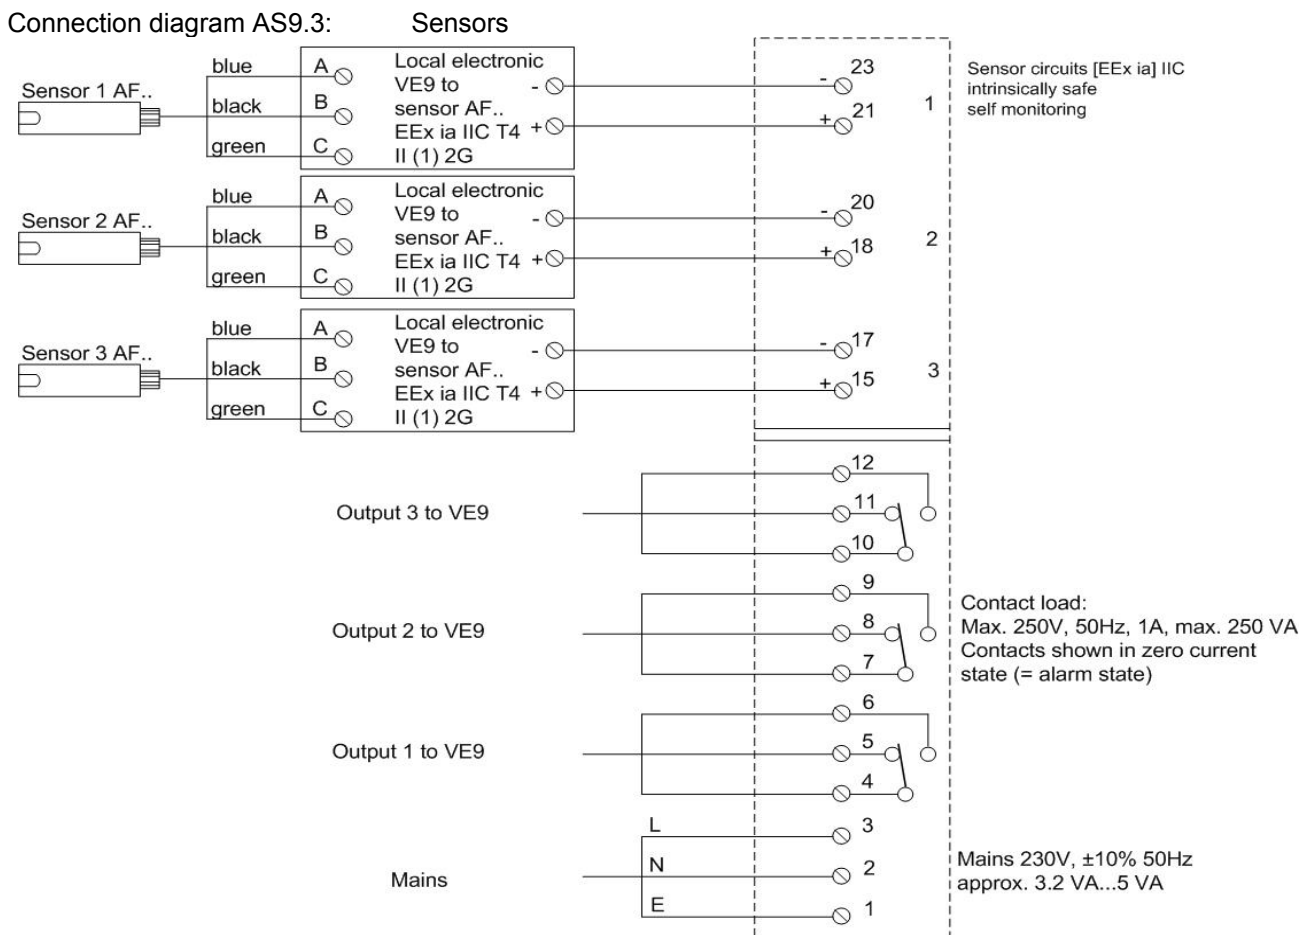 Connection diagram AS9.3: Sensors
Sensor 1 AF..
blue
black
green
A
B
C
Local electronic
VE9 to
sensor AF..
EEx ia IIC T4
II (1) 2G
-
+
- 23
+ 21
1
Sensor circuits [EEx ia] IIC
intrinsically safe
self monitoring
Sensor 2 AF..
blue
black
green
A
B
C
Local electronic
VE9 to
sensor AF..
EEx ia IIC T4
II (1) 2G
-
+
- 20
+ 18
2
Sensor 3 AF..
blue
black
green
A
B
C
Local electronic
VE9 to
sensor AF..
EEx ia IIC T4
II (1) 2G
-
+
- 17
+ 15
3
Output 3 to VE9
12
11
10
Output 2 to VE9
9
8
7
Contact load:
Max. 250V, 50Hz, 1A, max. 250 VA
Contacts shown in zero current
state (= alarm state)
Output 1 to VE9
6
5
4
Mains
L
N
E
3
2
1
Mains 230V, ±10% 50Hz
approx. 3.2 VA...5 VA